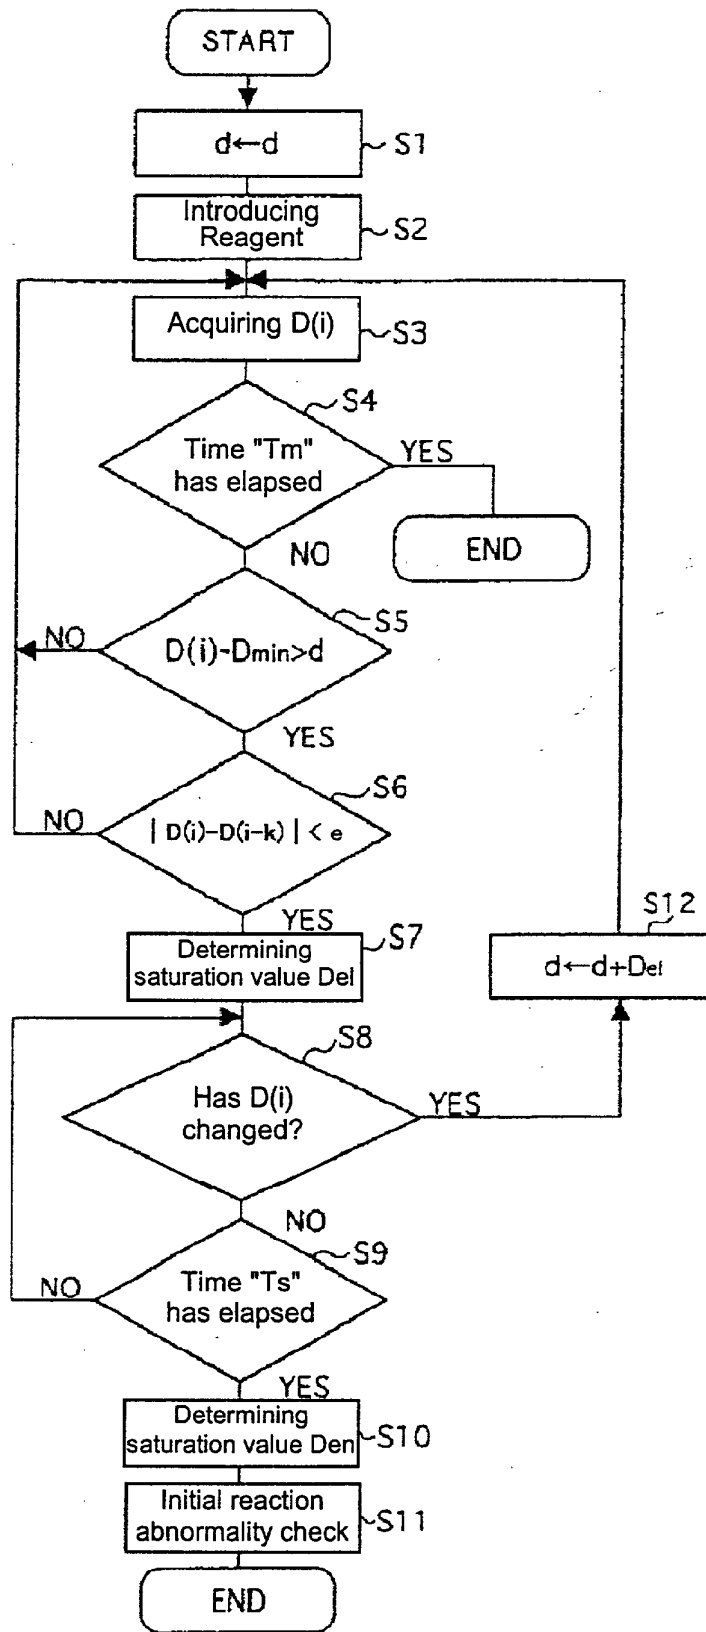 START
d←d
S1
Introducing
Reagent
S2
Acquiring D(i)
S3
S4
Time "Tm"
has elapsed
YES
END
NO
S5
NO
D(i)-Dmin>d
YES
S6
NO
| D(i)-D(i-k) | < e
YES
S7
Determining
saturation value Del
S12
d←d+Del
S8
Has D(i)
changed?
YES
NO
S9
NO
Time "Ts"
has elapsed
YES
Determining
saturation value Den
S10
Initial reaction
abnormality check
S11
END